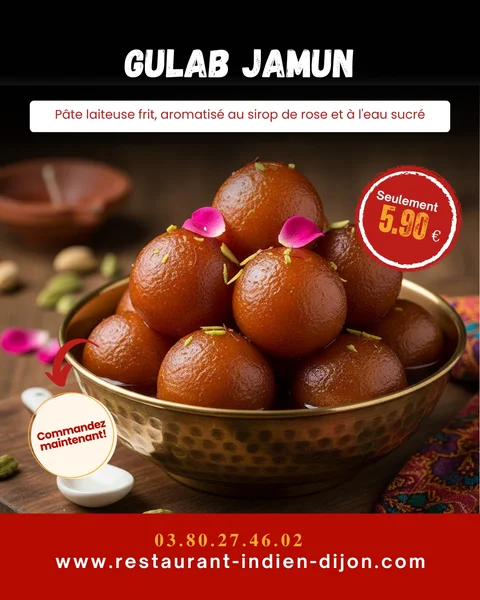 GULAB JAMUN
Pâte laiteuse frit, aromatisé au sirop de rose et à l'eau sucré
Seulement
5.90 €
Commandez
maintenant!
03.80.27.46.02
www.restaurant-indien-dijon.com